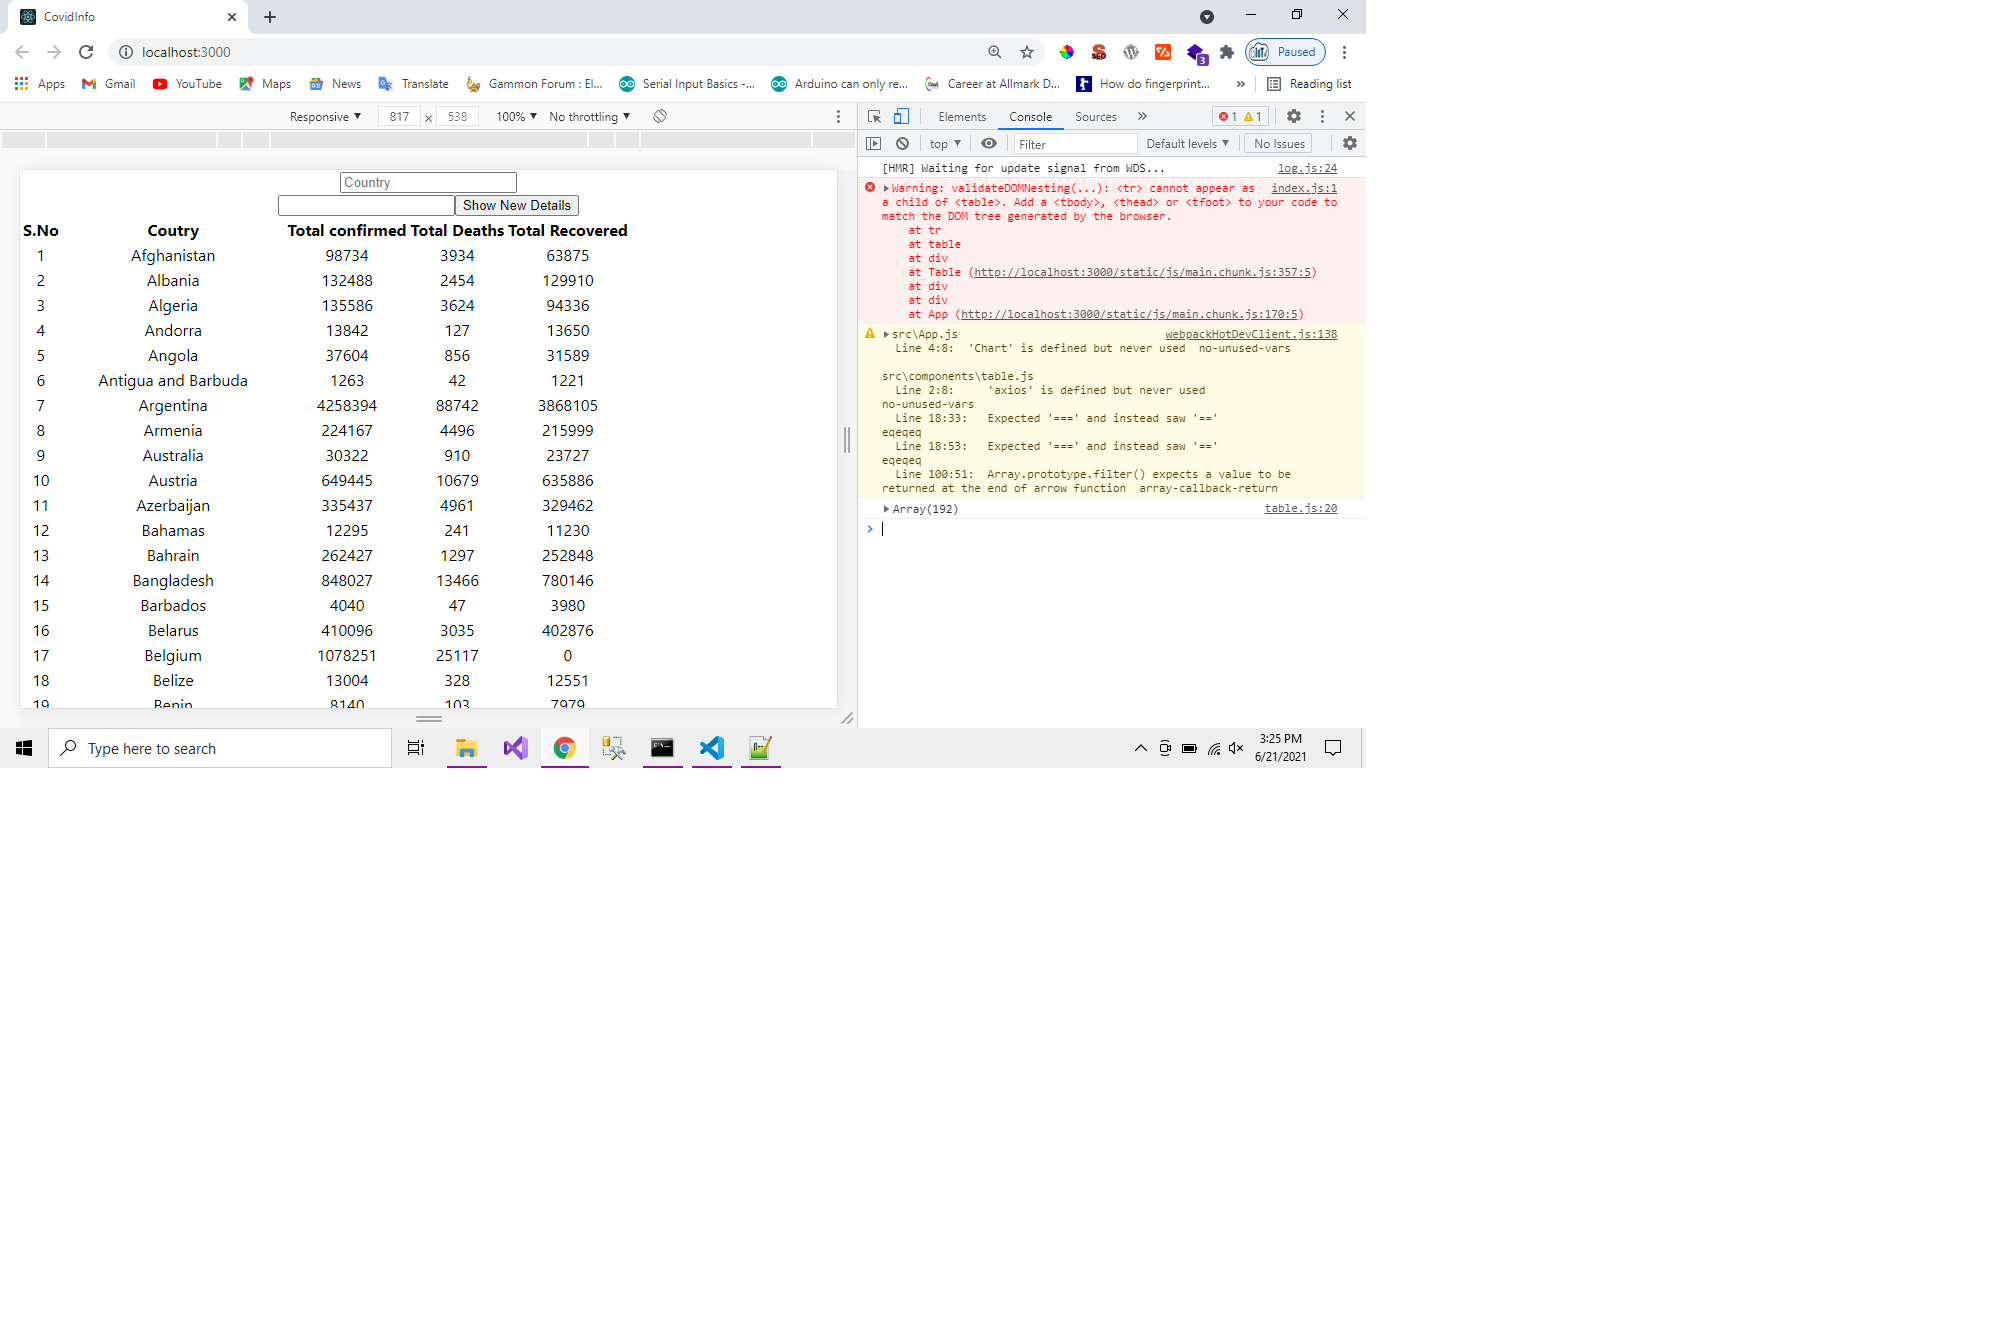 CovidInfo
localhost:3000
Paused
Apps Gmail YouTube Maps News Translate Gammon Forum : El... Serial Input Basics -... Arduino can only re... Career at Allmark D... How do fingerprint... » Reading list
Responsive ▼ 817 x 538 100% ▼ No throttling ▼
Elements Console Sources » 1 1
top ▼ Filter Default levels ▼ No Issues
[HMR] Waiting for update signal from WDS... log.js:24
Warning: validateDOMNesting(...): <tr> cannot appear as index.js:1
a child of <table>. Add a <tbody>, <thead> or <tfoot> to your code to
match the DOM tree generated by the browser.
at tr
at table
at div
at Table (http://localhost:3000/static/js/main.chunk.js:357:5)
at div
at div
at App (http://localhost:3000/static/js/main.chunk.js:170:5)
src\App.js webpackHotDevClient.js:138
Line 4:8: 'Chart' is defined but never used no-unused-vars
src\components\table.js
Line 2:8: 'axios' is defined but never used
no-unused-vars
Line 18:33: Expected '===' and instead saw '=='
eqeqeq
Line 18:53: Expected '===' and instead saw '=='
eqeqeq
Line 100:51: Array.prototype.filter() expects a value to be
returned at the end of arrow function array-callback-return
Array(192) table.js:20
Country
Show New Details
S.No Coutry Total confirmed Total Deaths Total Recovered
1 Afghanistan 98734 3934 63875
2 Albania 132488 2454 129910
3 Algeria 135586 3624 94336
4 Andorra 13842 127 13650
5 Angola 37604 856 31589
6 Antigua and Barbuda 1263 42 1221
7 Argentina 4258394 88742 3868105
8 Armenia 224167 4496 215999
9 Australia 30322 910 23727
10 Austria 649445 10679 635886
11 Azerbaijan 335437 4961 329462
12 Bahamas 12295 241 11230
13 Bahrain 262427 1297 252848
14 Bangladesh 848027 13466 780146
15 Barbados 4040 47 3980
16 Belarus 410096 3035 402876
17 Belgium 1078251 25117 0
18 Belize 13004 328 12551
19 Benin 8140 103 7979
Type here to search
3:25 PM
6/21/2021